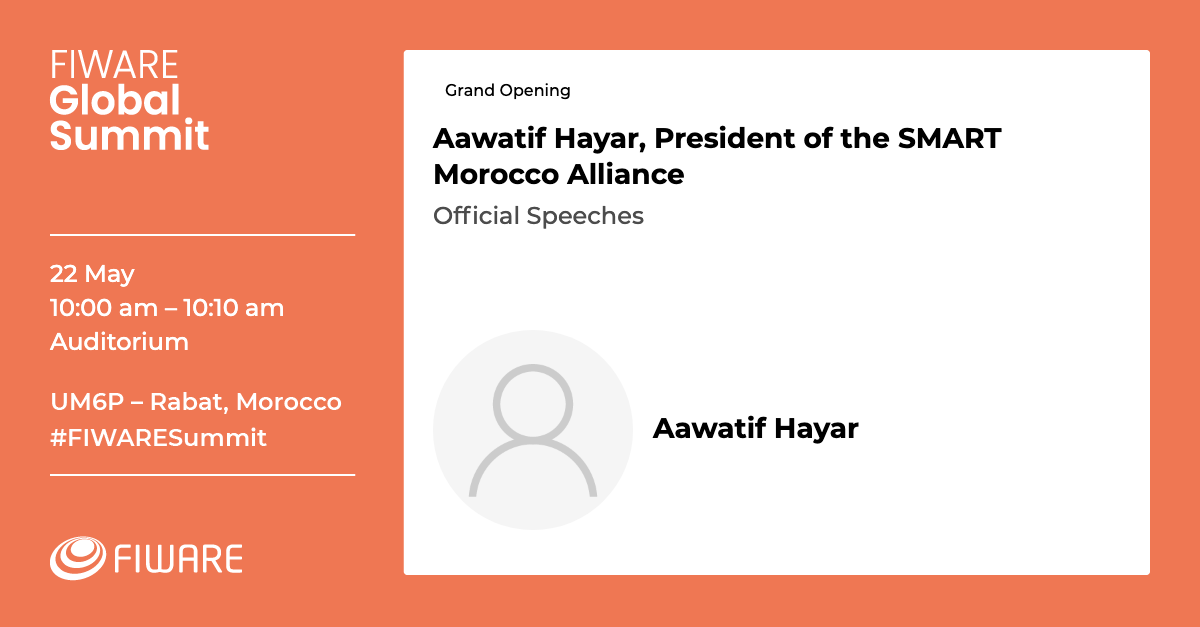 FIWARE
Global
Summit
22 May
10:00 am – 10:10 am
Auditorium
UM6P – Rabat, Morocco
#FIWARESummit
FIWARE
Grand Opening
Aawatif Hayar, President of the SMART
Morocco Alliance
Official Speeches
Aawatif Hayar